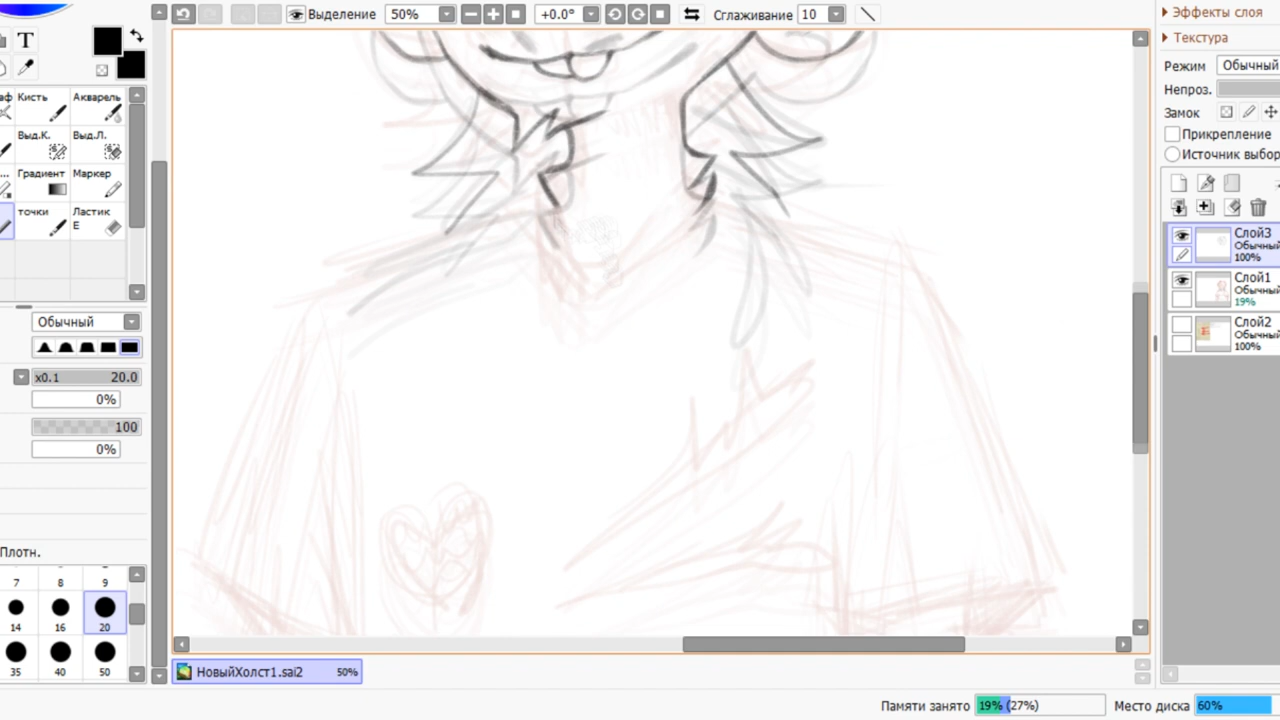 Выделение 50% +0.0° Сглаживание 10
T
Кисть Акварель
Выд.К. Выд.Л.
... Градиент Маркер
точки Ластик
E
Обычный
x0.1 20.0
0%
100
0%
Плотн.
7 8 9
14 16 20
35 40 50
Эффекты слоя
Текстура
Режим Обычный
Непроз.
Замок
Прикрепление
Источник выбор
Слой3
Обычный
100%
Слой1
Обычный
19%
Слой2
Обычный
100%
НовыйХолст1.sai2 50%
Памяти занято 19% (27%) Место диска 60%